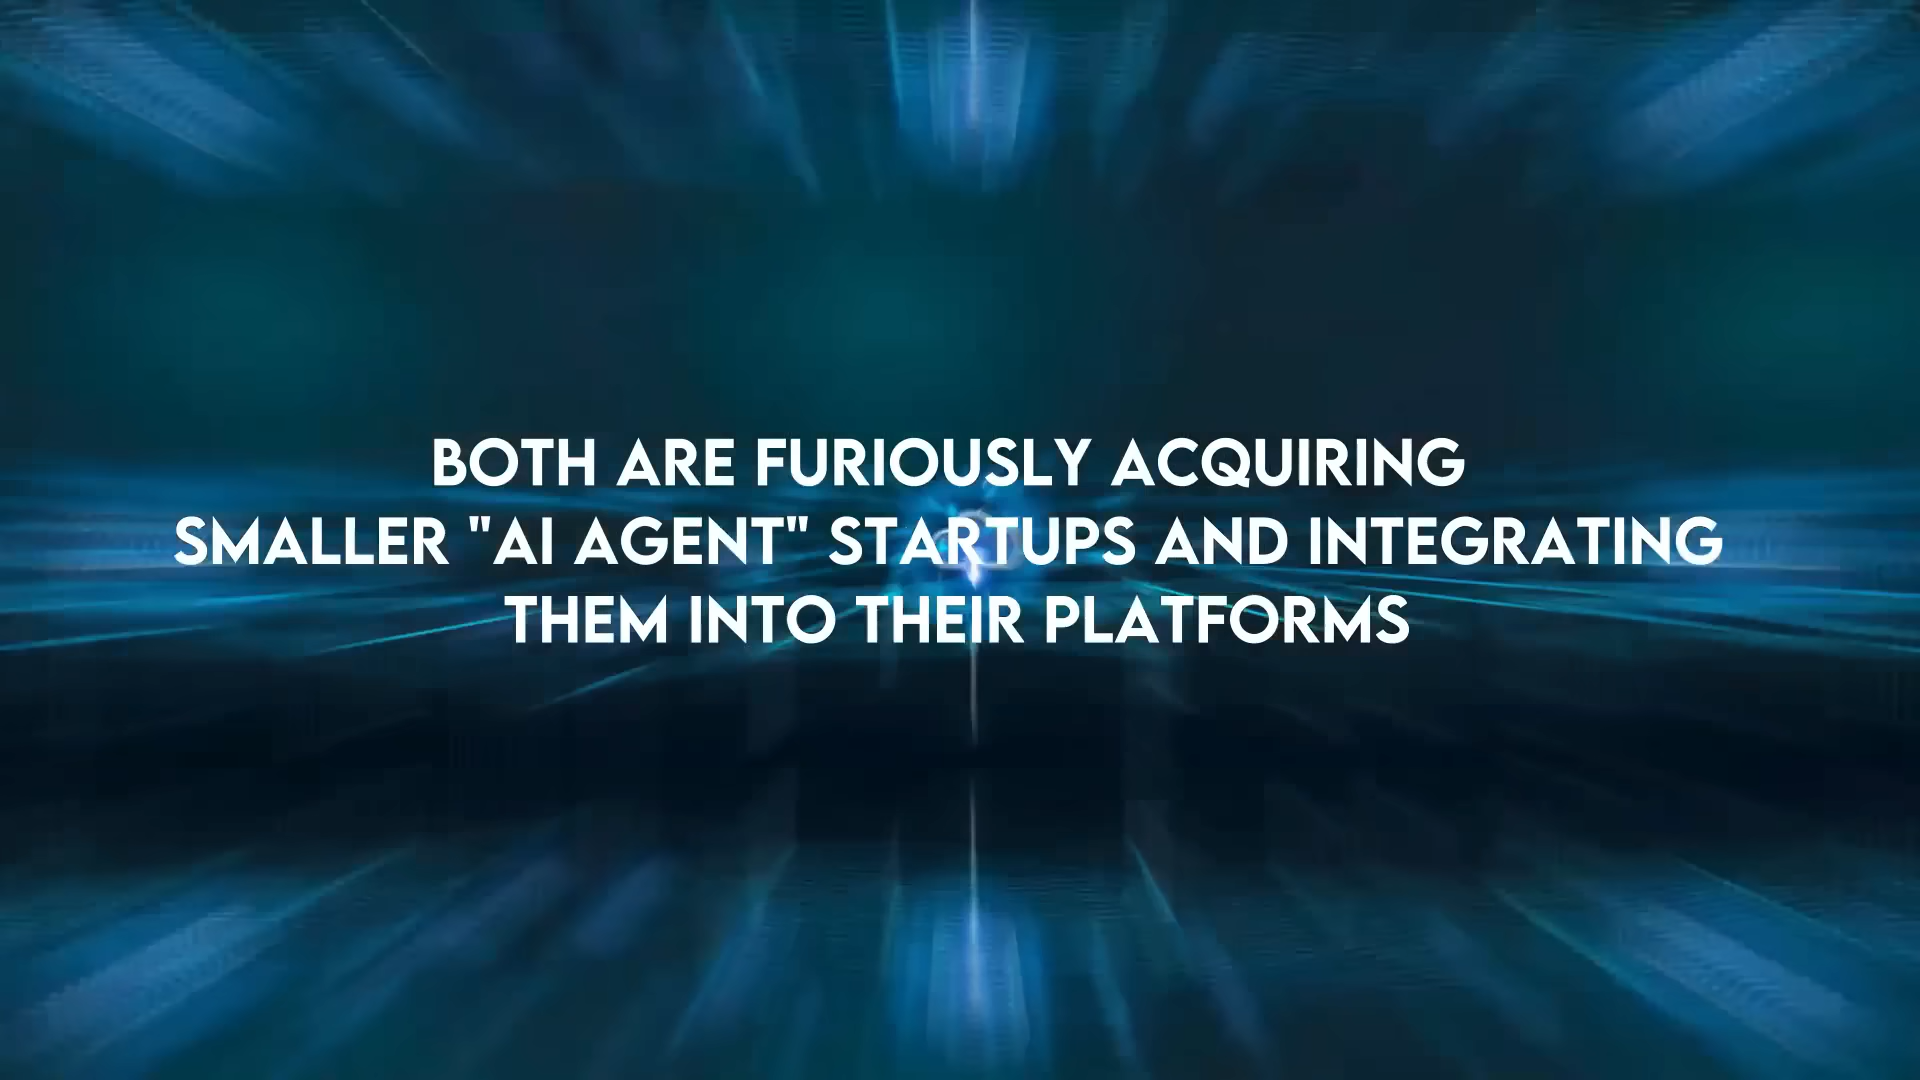 BOTH ARE FURIOUSLY ACQUIRING
SMALLER "AI AGENT" STARTUPS AND INTEGRATING
THEM INTO THEIR PLATFORMS